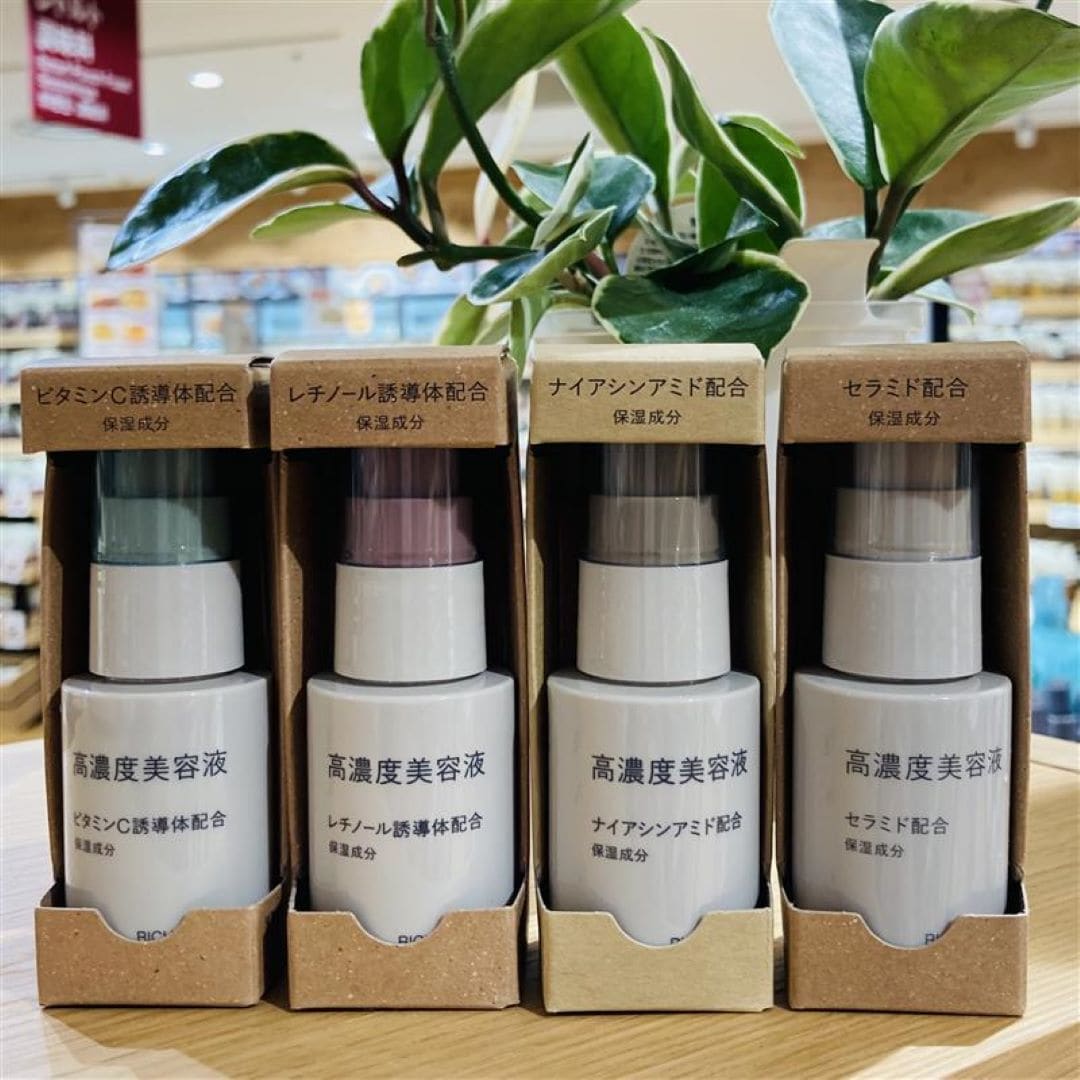 ビタミンC誘導体配合
保湿成分
レチノール誘導体配合
保湿成分
ナイアシンアミド配合
保湿成分
セラミド配合
保湿成分
高濃度美容液
ビタミンC誘導体配合
保湿成分
高濃度美容液
レチノール誘導体配合
保湿成分
高濃度美容液
ナイアシンアミド配合
保湿成分
高濃度美容液
セラミド配合
保湿成分